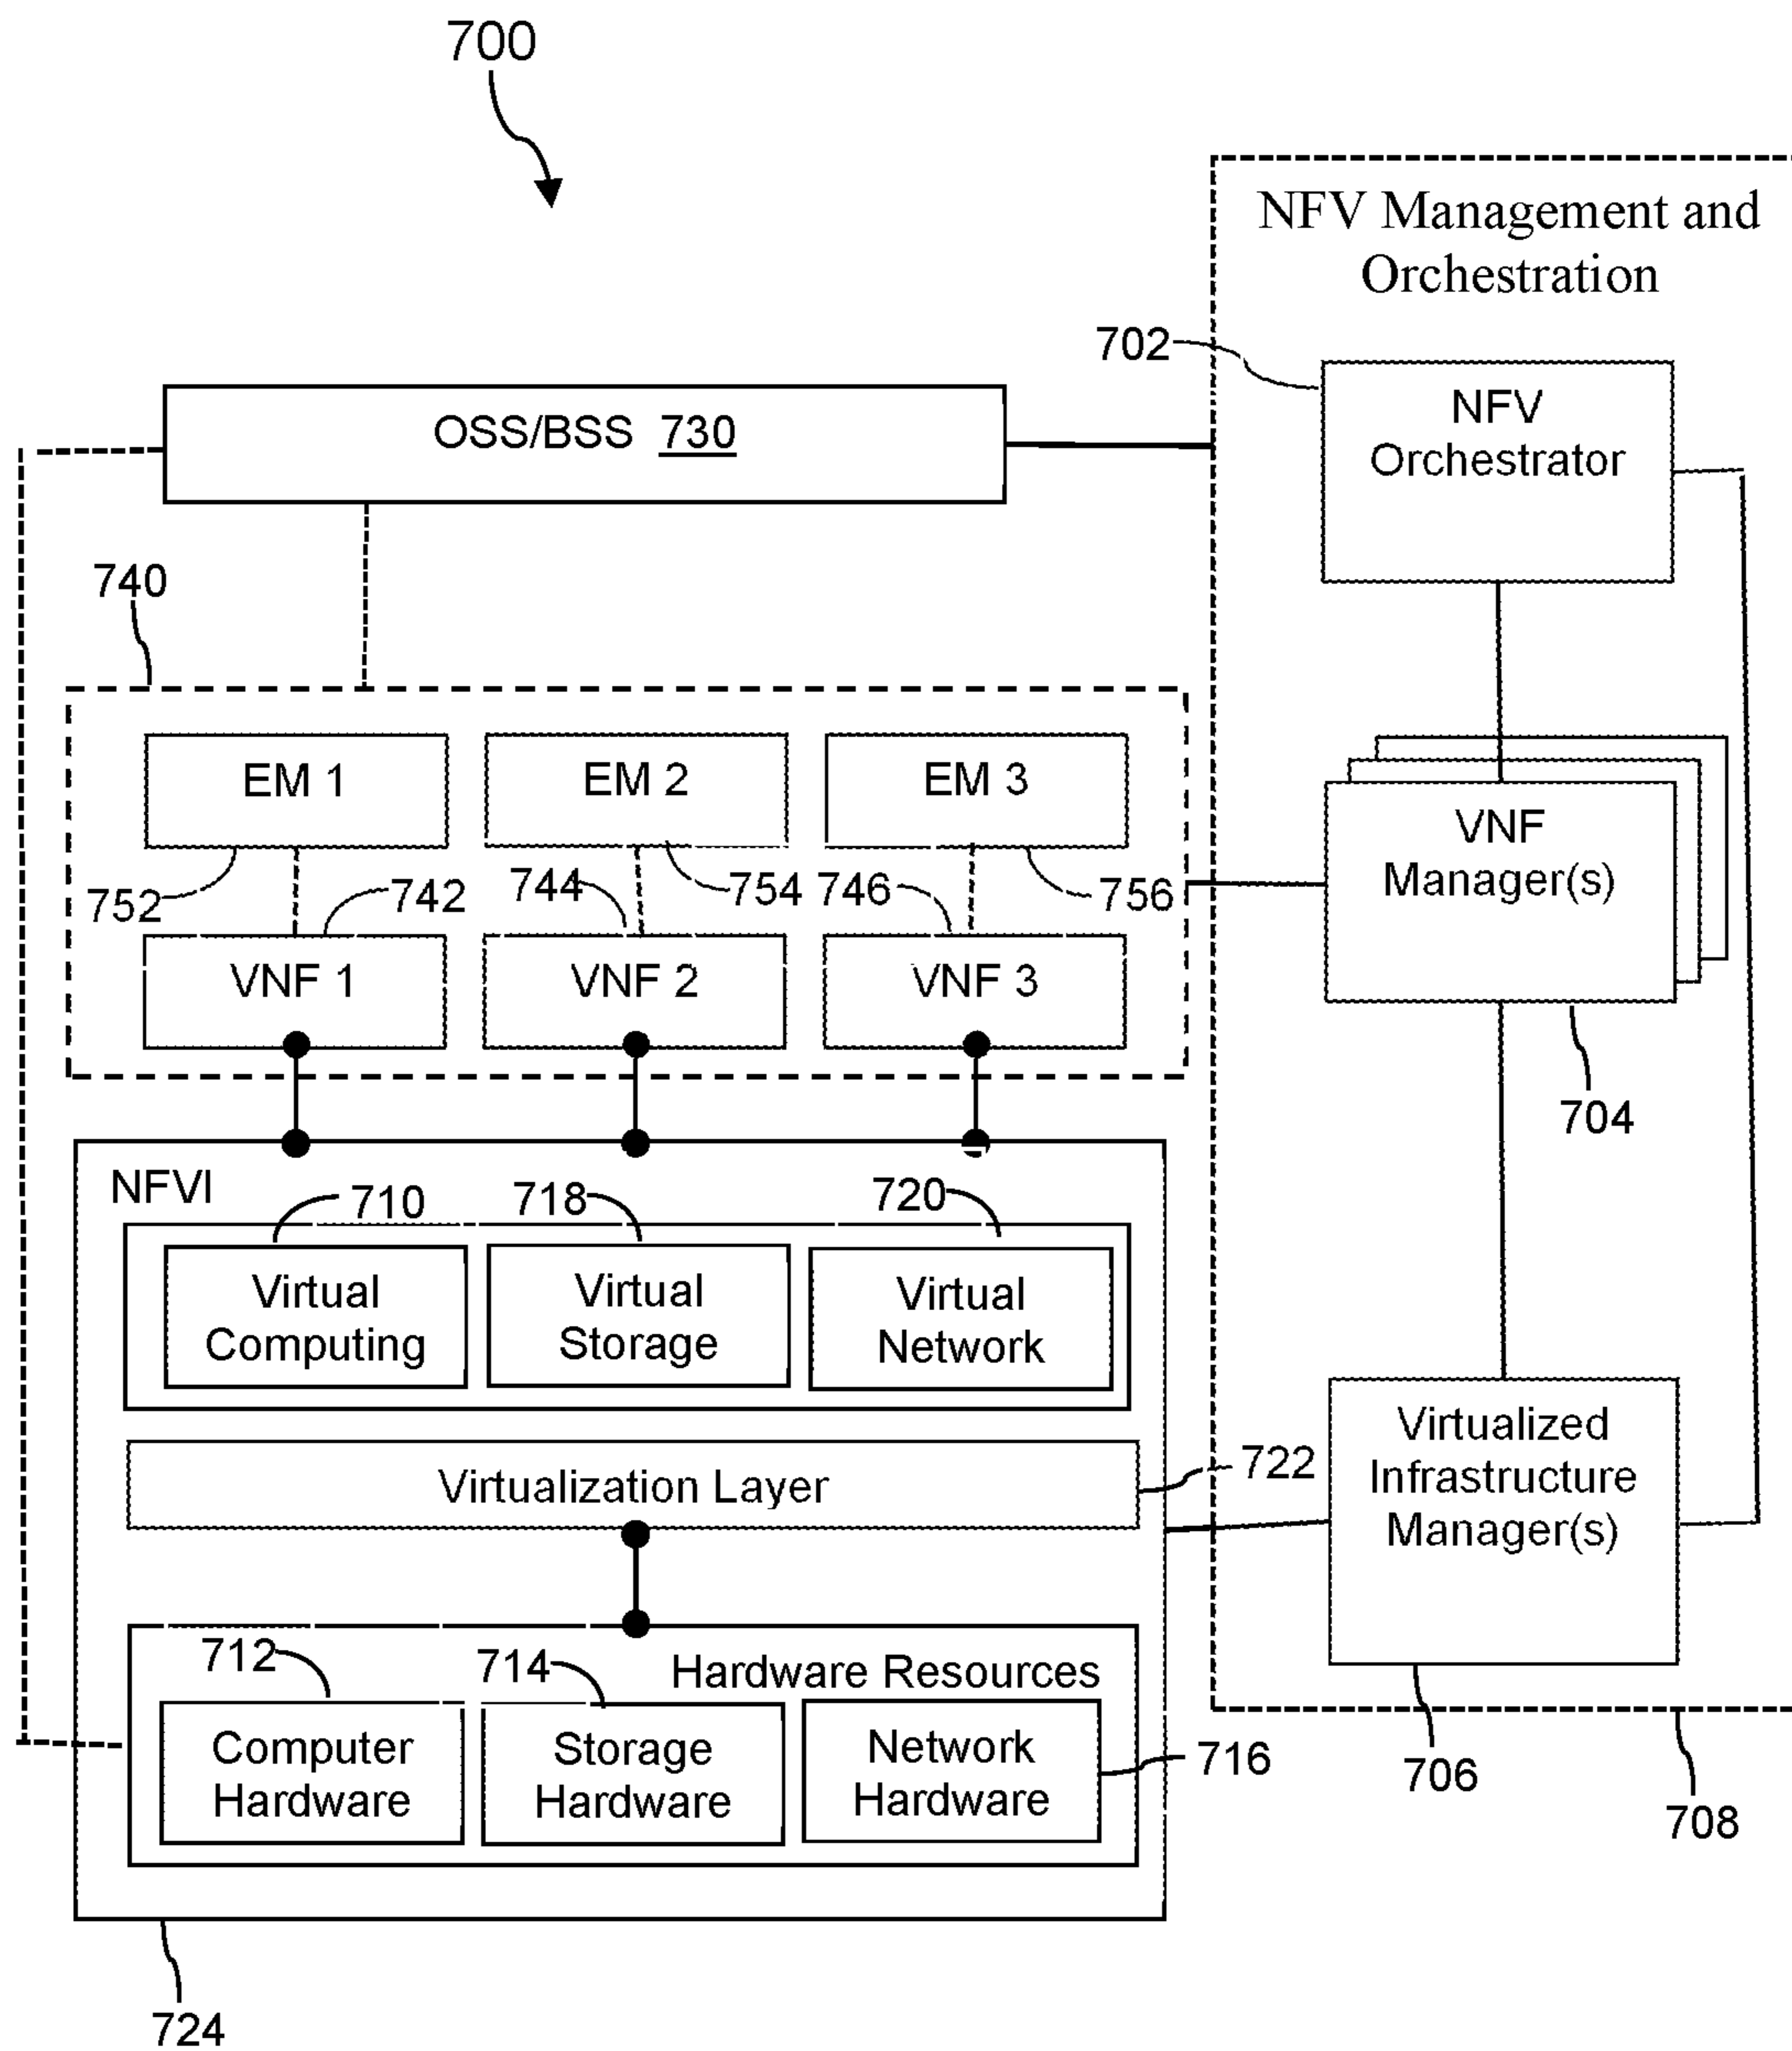 700
NFV Management and
Orchestration
702
NFV
Orchestrator
OSS/BSS 730
740
EM 1
EM 2
EM 3
752
742
744
754
746
756
VNF 1
VNF 2
VNF 3
VNF
Manager(s)
704
NFVI
710
718
720
Virtual
Computing
Virtual
Storage
Virtual
Network
Virtualization Layer
722
Virtualized
Infrastructure
Manager(s)
712
714
Hardware Resources
Computer
Hardware
Storage
Hardware
Network
Hardware
716
706
708
724